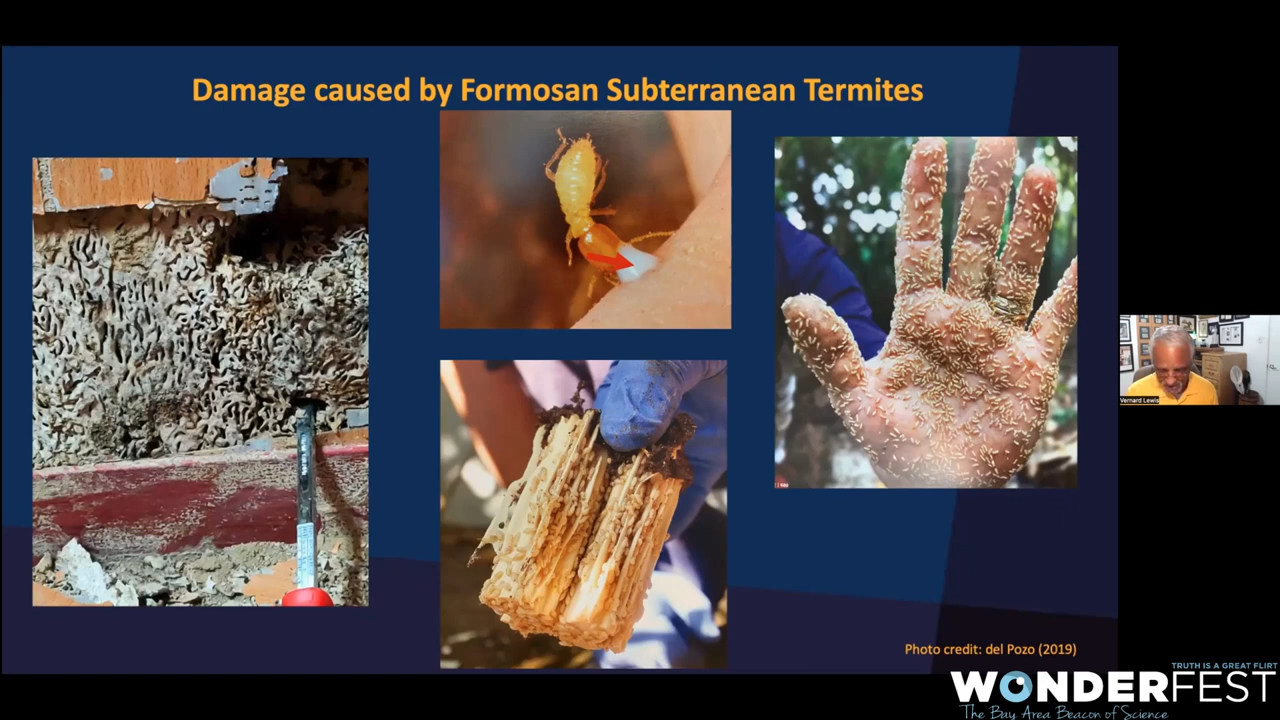 Damage caused by Formosan Subterranean Termites
Vernard Lewis
Photo credit: del Pozo (2019)
TRUTH IS A GREAT FLIRT
WONDERFEST
The Bay Area Beacon of Science